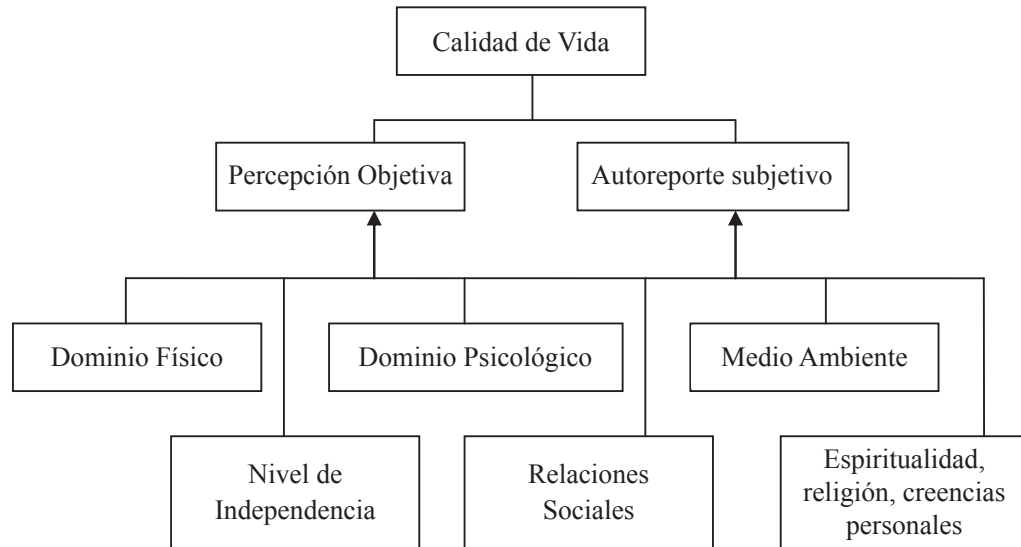 Calidad de Vida
Percepción Objetiva
Autoreporte subjetivo
Dominio Físico
Dominio Psicológico
Medio Ambiente
Nivel de
Independencia
Relaciones
Sociales
Espiritualidad,
religión, creencias
personales